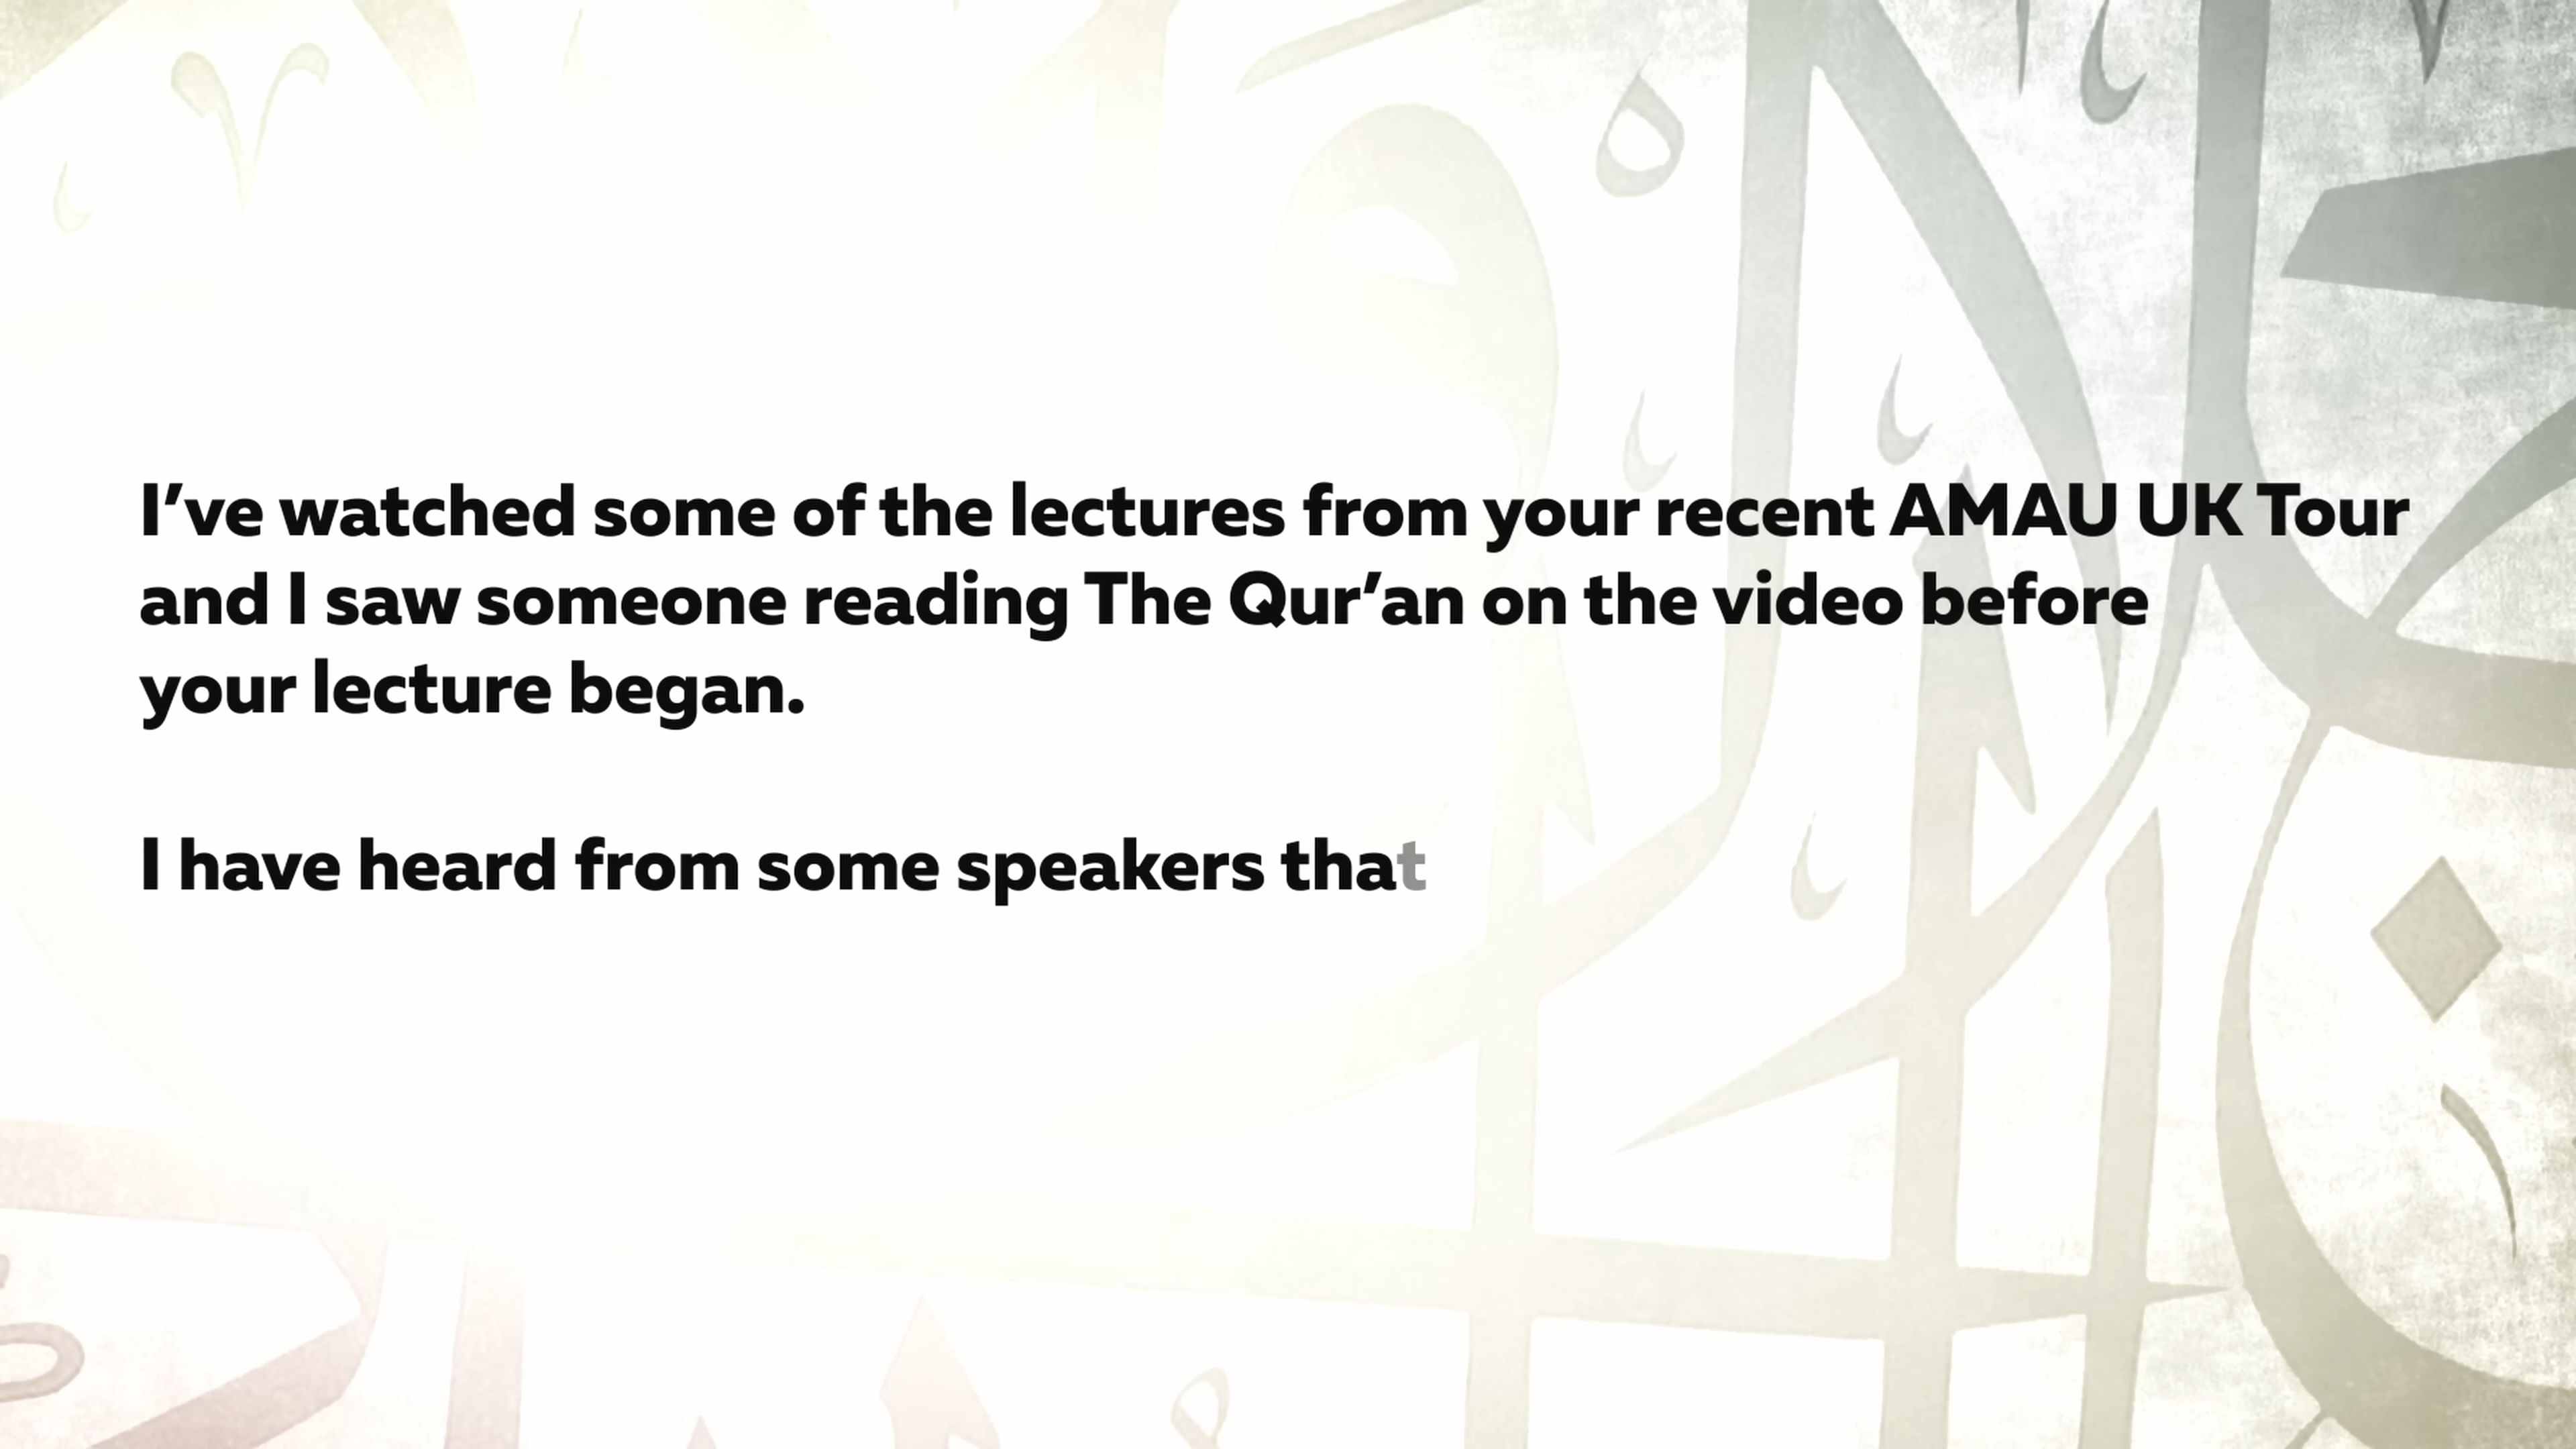 I’ve watched some of the lectures from your recent AMAU UK Tour
and I saw someone reading The Qur’an on the video before
your lecture began.
I have heard from some speakers that